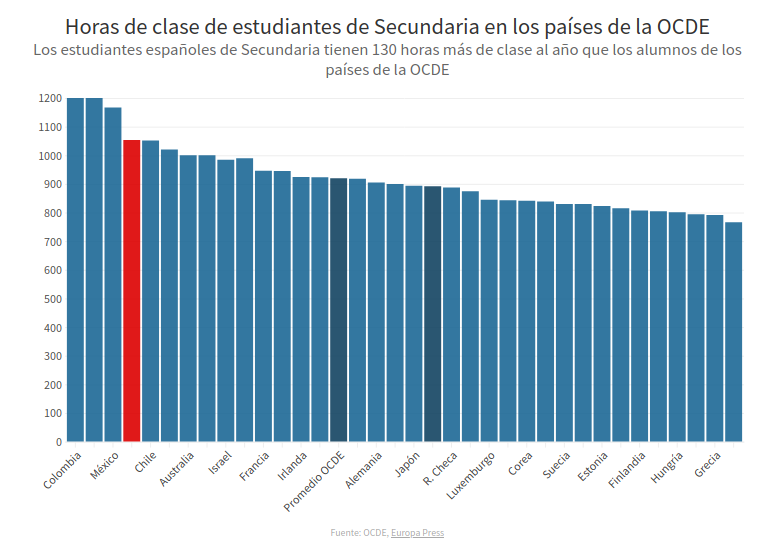 Horas de clase de estudiantes de Secundaria en los países de la OCDE
Los estudiantes españoles de Secundaria tienen 130 horas más de clase al año que los alumnos de los
países de la OCDE
1200
1100
1000
900
800
700
600
500
400
300
200
100
0
Colombia
México
Chile
Australia
Israel
Francia
Irlanda
Promedio OCDE
Alemania
Japón
R. Checa
Luxemburgo
Corea
Suecia
Estonia
Finlandia
Hungría
Grecia
Fuente: OCDE, Europa Press